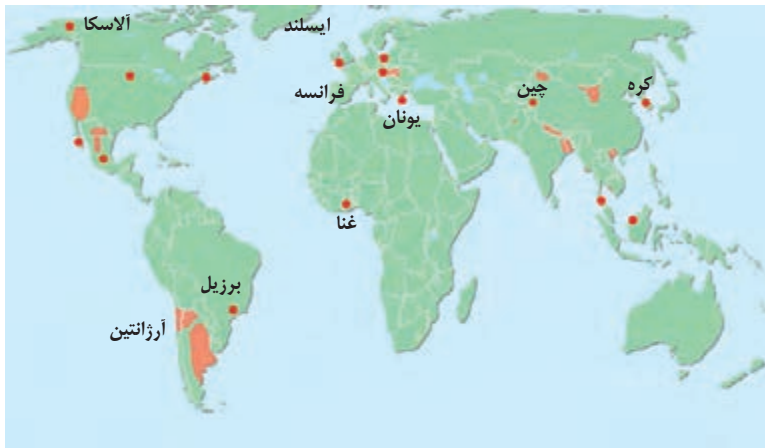 آلاسکا
ایسلند
فرانسه
یونان
چین
کره
غنا
برزیل
آرژانتین